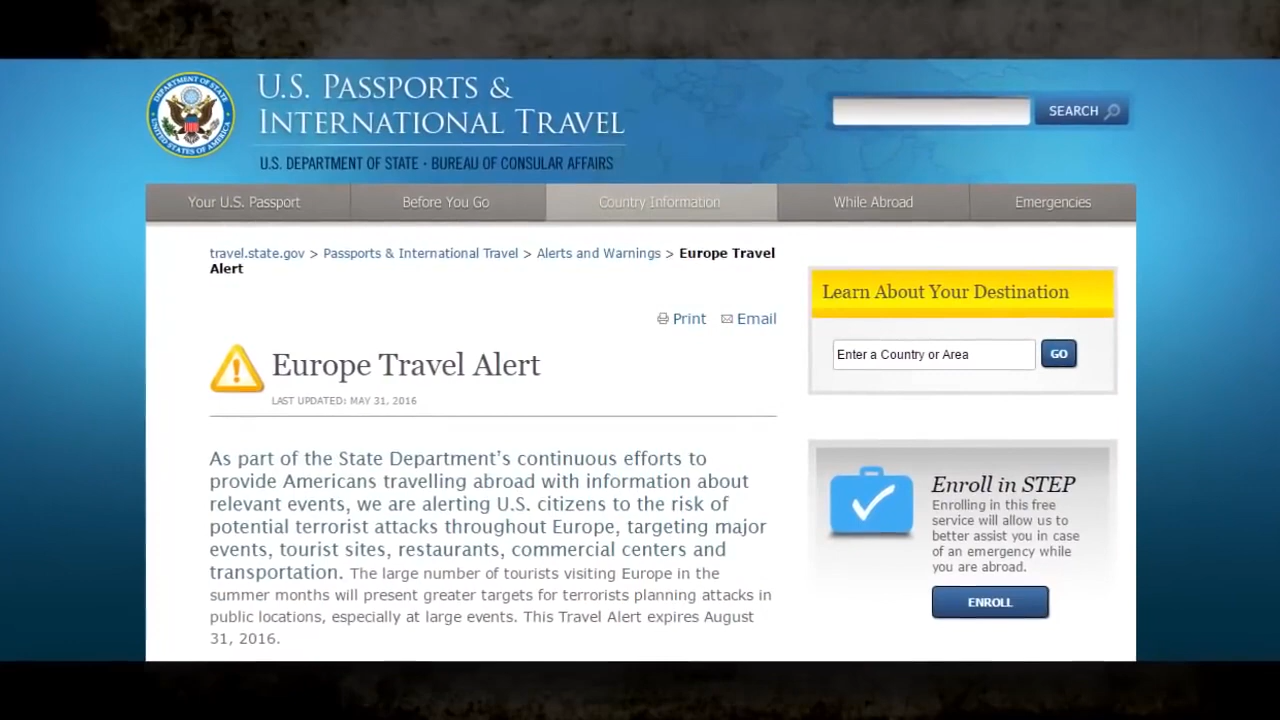 DEPARTMENT OF STATE
UNITED STATES OF AMERICA
U.S. PASSPORTS &
INTERNATIONAL TRAVEL
U.S. DEPARTMENT OF STATE · BUREAU OF CONSULAR AFFAIRS
SEARCH
Your U.S. Passport
Before You Go
Country Information
While Abroad
Emergencies
travel.state.gov > Passports & International Travel > Alerts and Warnings > Europe Travel
Alert
Print
Email
Europe Travel Alert
LAST UPDATED: MAY 31, 2016
As part of the State Department's continuous efforts to
provide Americans travelling abroad with information about
relevant events, we are alerting U.S. citizens to the risk of
potential terrorist attacks throughout Europe, targeting major
events, tourist sites, restaurants, commercial centers and
transportation. The large number of tourists visiting Europe in the
summer months will present greater targets for terrorists planning attacks in
public locations, especially at large events. This Travel Alert expires August
31, 2016.
Learn About Your Destination
Enter a Country or Area
GO
Enroll in STEP
Enrolling in this free
service will allow us to
better assist you in case
of an emergency while
you are abroad.
ENROLL